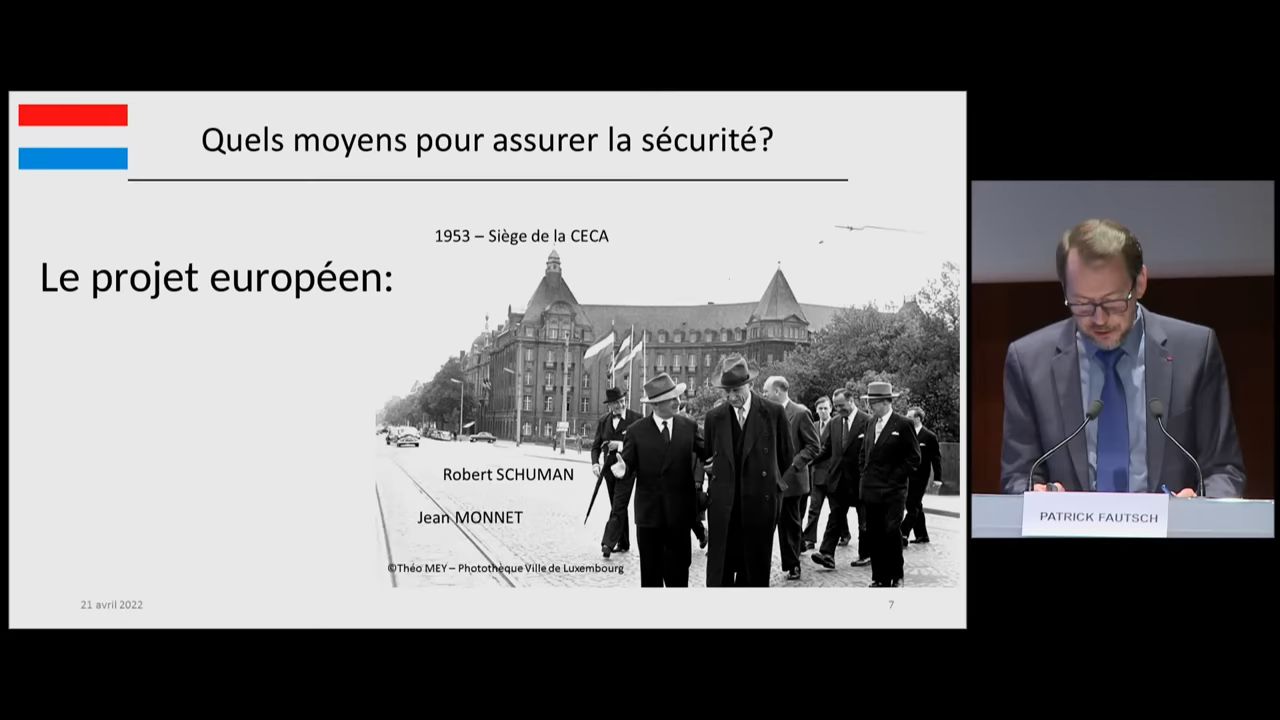 Quels moyens pour assurer la sécurité?
1953 – Siège de la CECA
Le projet européen:
Robert SCHUMAN
Jean MONNET
©Théo MEY – Photothèque Ville de Luxembourg
21 avril 2022
7
PATRICK FAUTSCH